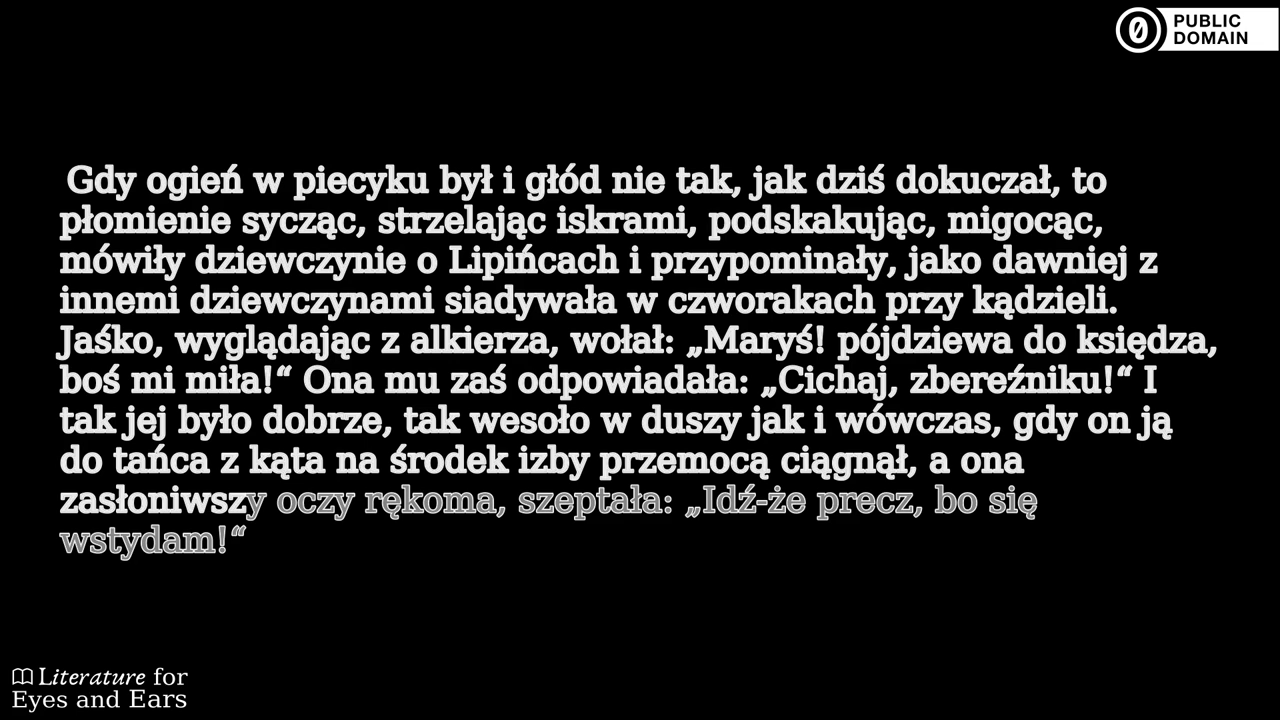 PUBLIC
DOMAIN
Gdy ogień w piecyku był i głód nie tak, jak dziś dokuczał, to
płomienie sycząc, strzelając iskrami, podskakując, migocąc,
mówiły dziewczynie o Lipińcach i przypominały, jako dawniej z
innemi dziewczynami siadywała w czworakach przy kądzieli.
Jaśko, wyglądając z alkierza, wołał: „Maryś! pójdziewa do księdza,
boś mi miła!“ Ona mu zaś odpowiadała: „Cichaj, zbereźniku!“ I
tak jej było dobrze, tak wesoło w duszy jak i wówczas, gdy on ją
do tańca z kąta na środek izby przemocą ciągnął, a ona
zasłoniwszy oczy rękoma, szeptała: „Idź-że precz, bo się
wstydam!“
Literature for
Eyes and Ears